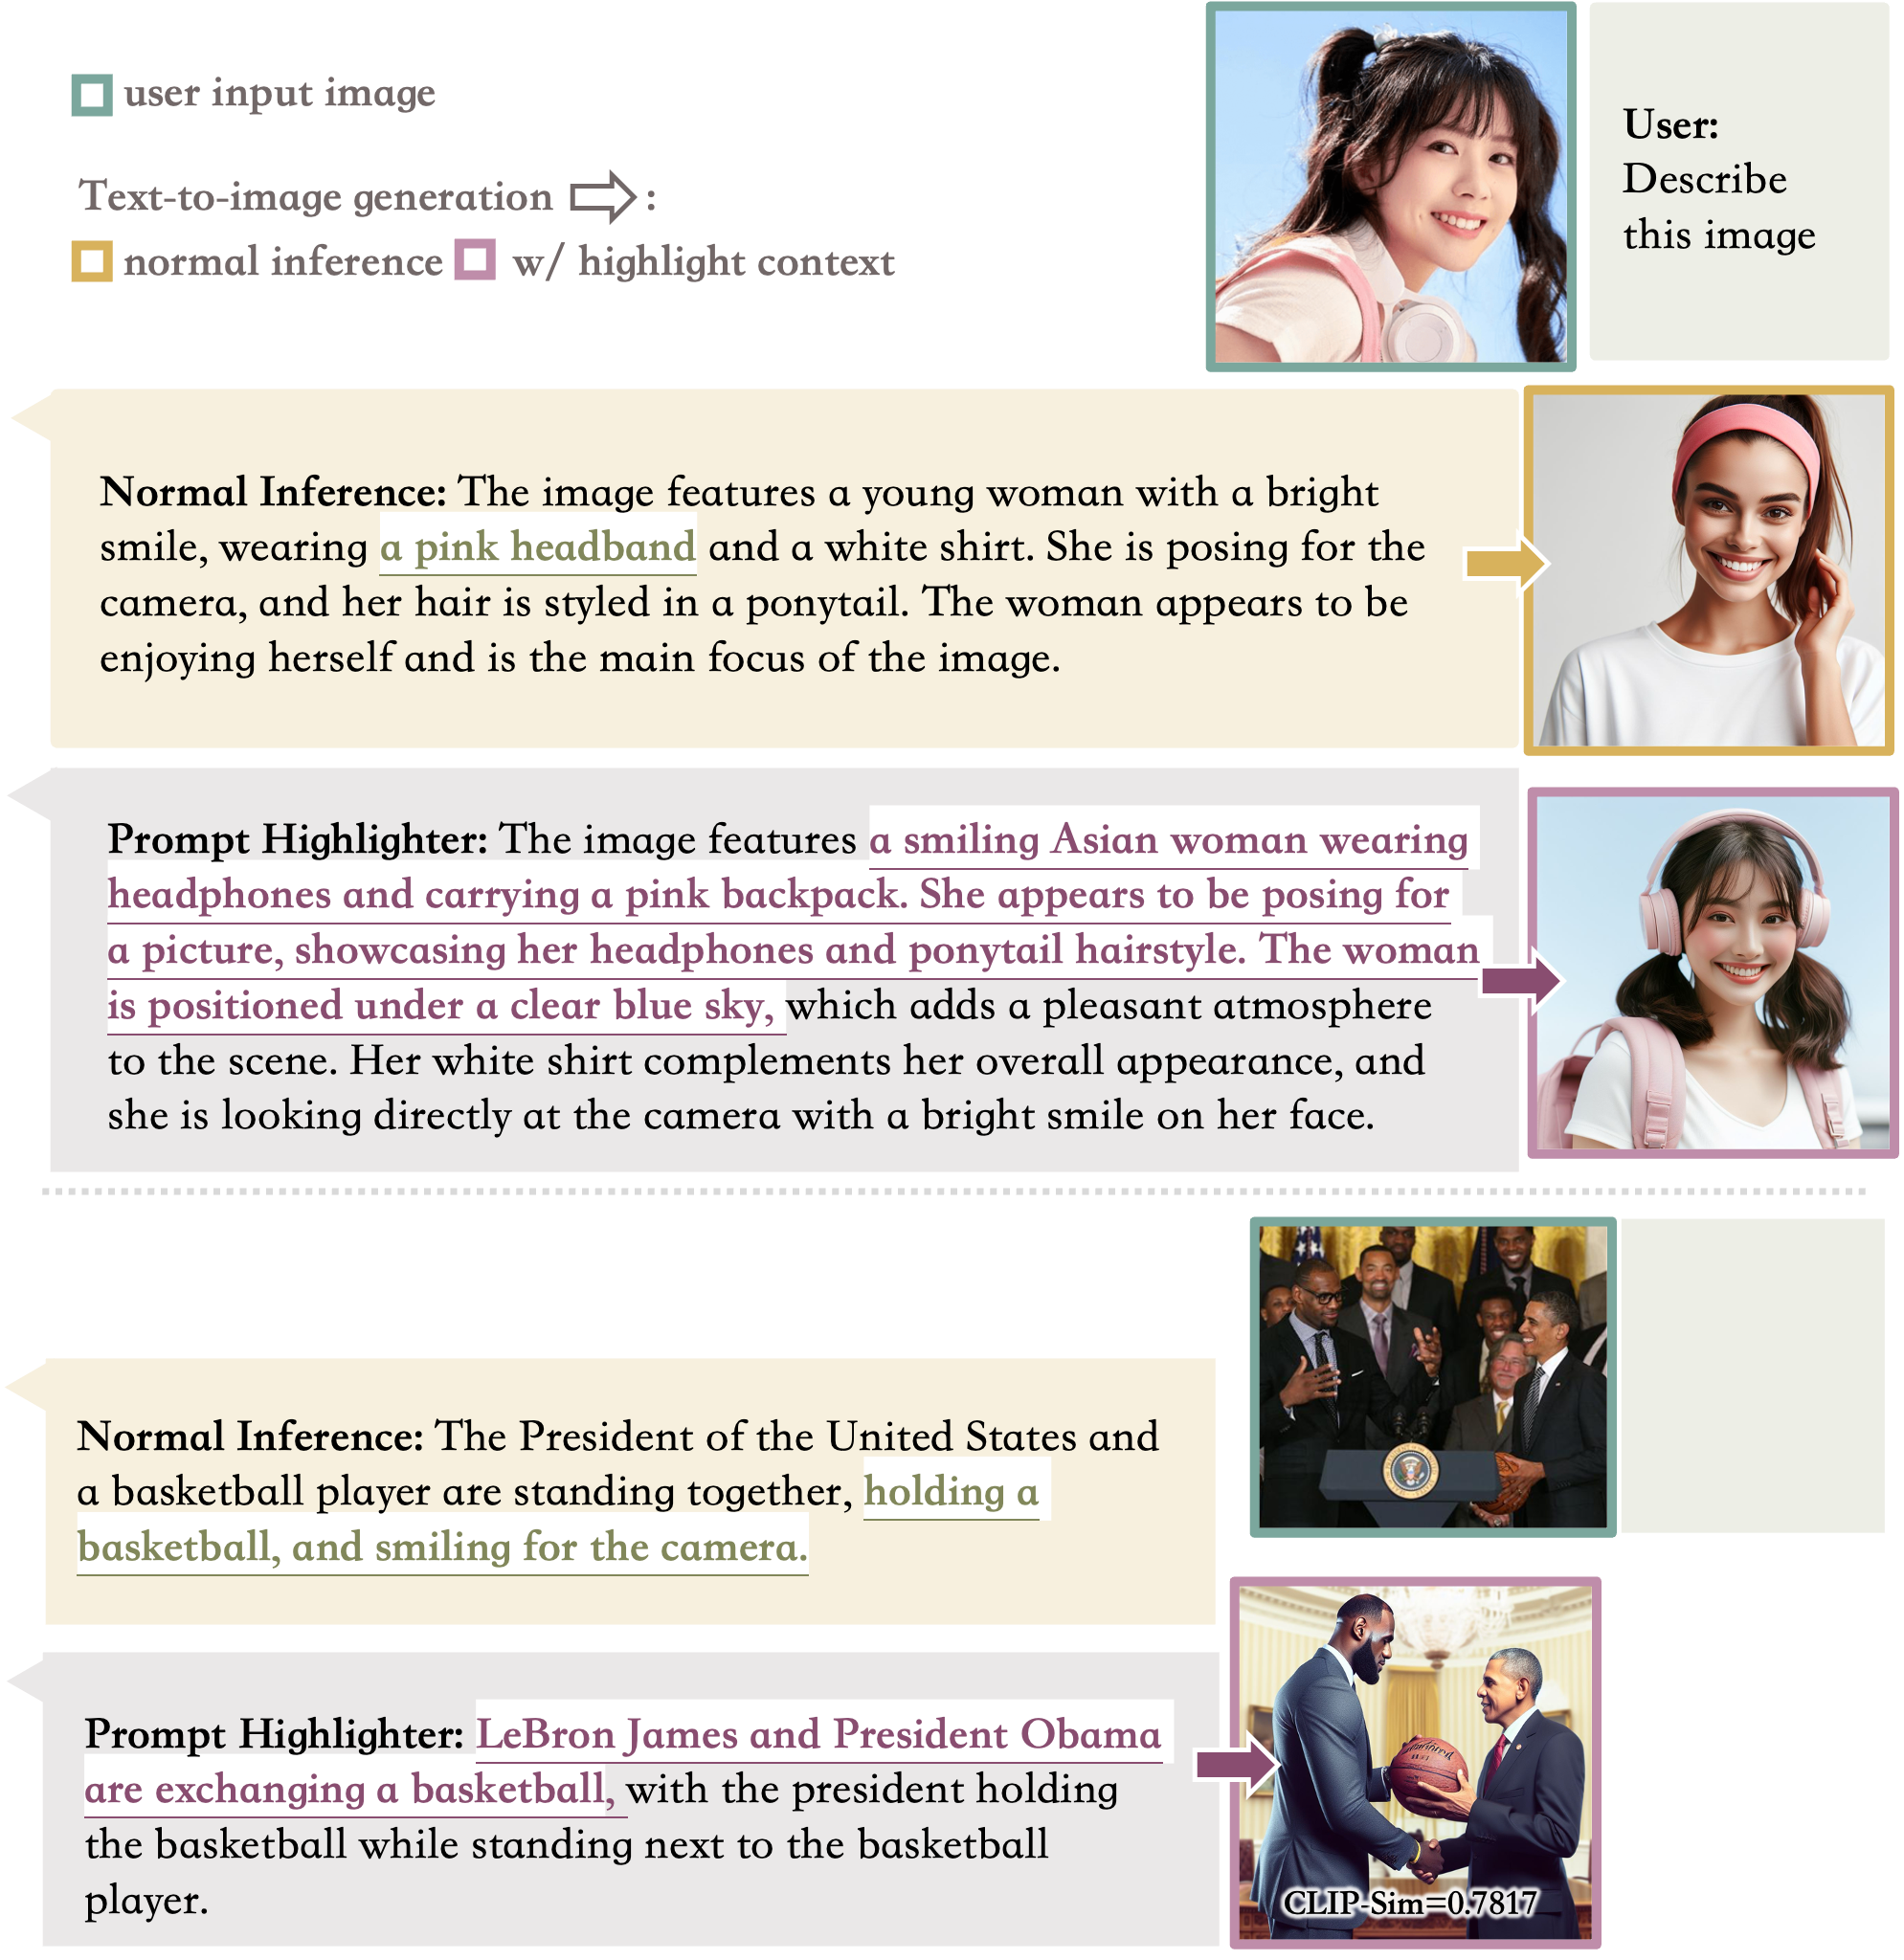 user input image
Text-to-image generation :
normal inference w/ highlight context
User:
Describe
this image
Normal Inference: The image features a young woman with a bright
smile, wearing a pink headband and a white shirt. She is posing for the
camera, and her hair is styled in a ponytail. The woman appears to be
enjoying herself and is the main focus of the image.
Prompt Highlighter: The image features a smiling Asian woman wearing
headphones and carrying a pink backpack. She appears to be posing for
a picture, showcasing her headphones and ponytail hairstyle. The woman
is positioned under a clear blue sky, which adds a pleasant atmosphere
to the scene. Her white shirt complements her overall appearance, and
she is looking directly at the camera with a bright smile on her face.
Normal Inference: The President of the United States and
a basketball player are standing together, holding a
basketball, and smiling for the camera.
Prompt Highlighter: LeBron James and President Obama
are exchanging a basketball, with the president holding
the basketball while standing next to the basketball
player.
CLIP-Sim=0.7817